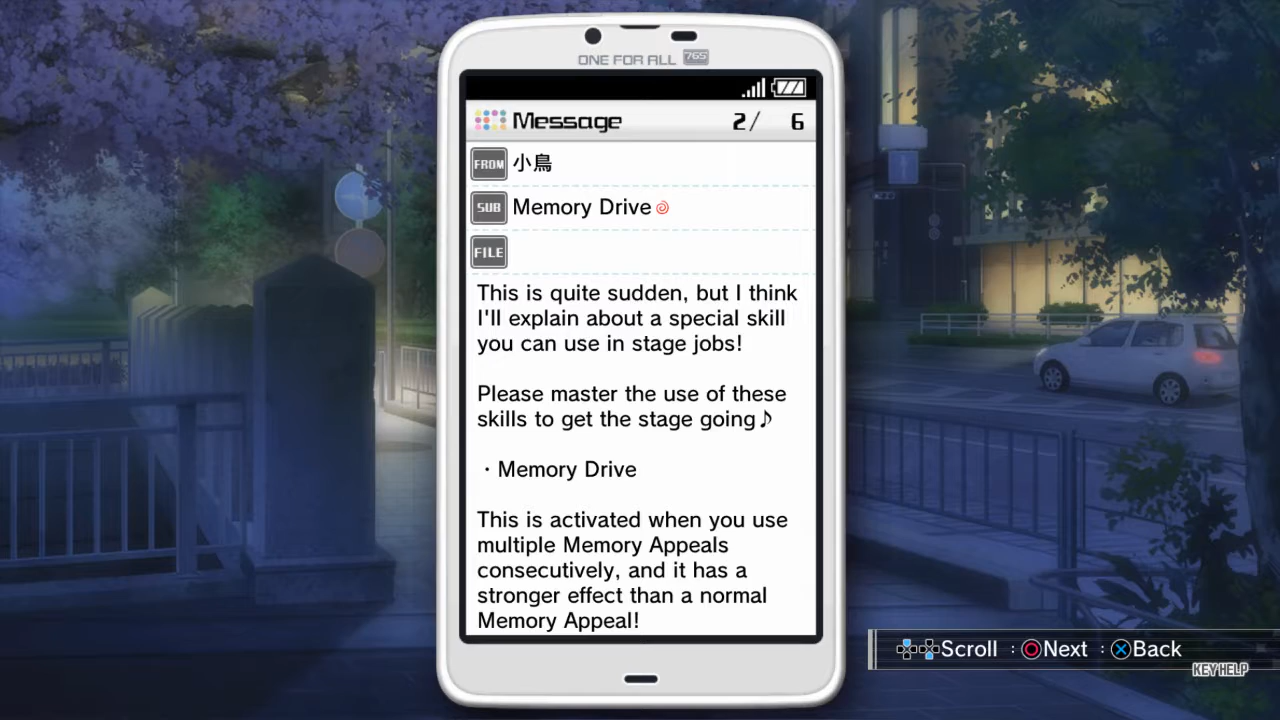 ONE FOR ALL 765
Message 2/ 6
FROM 小鳥
SUB Memory Drive
FILE
This is quite sudden, but I think
I'll explain about a special skill
you can use in stage jobs!
Please master the use of these
skills to get the stage going♪
・Memory Drive
This is activated when you use
multiple Memory Appeals
consecutively, and it has a
stronger effect than a normal
Memory Appeal!
Scroll : Next : Back
KEY HELP